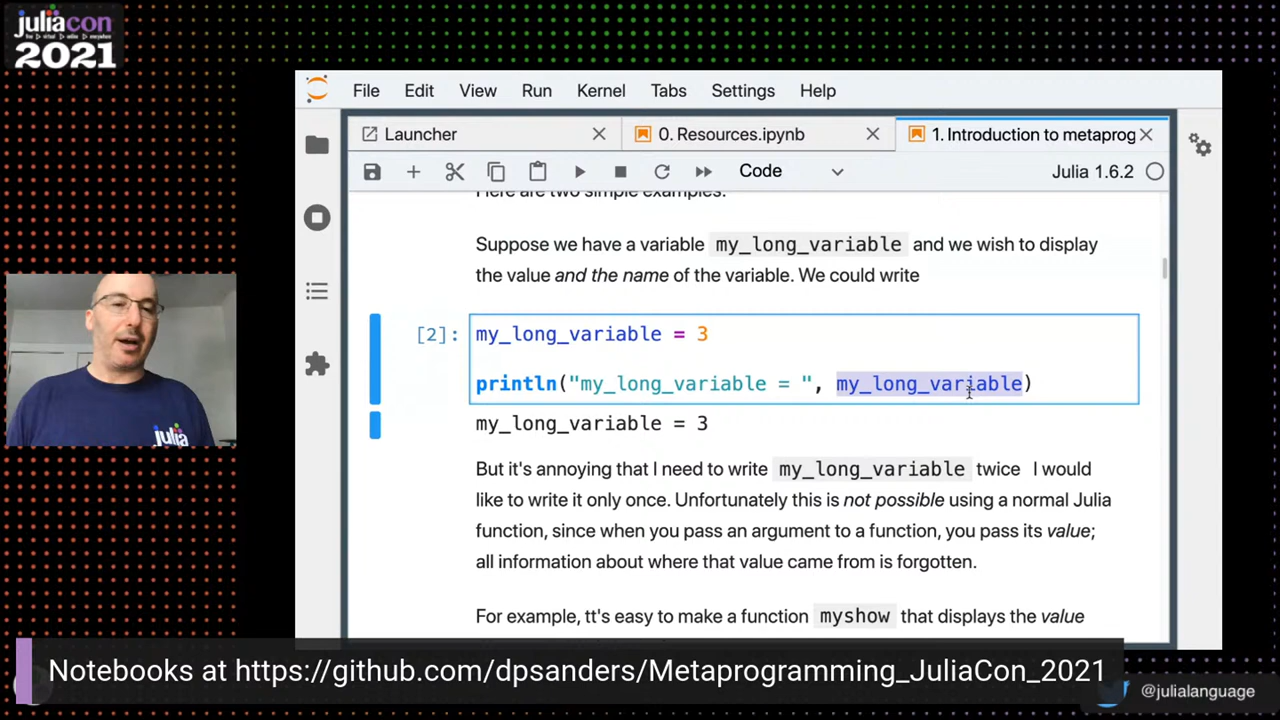 juliacon
2021
File Edit View Run Kernel Tabs Settings Help
Launcher
0. Resources.ipynb
1. Introduction to metaprog
Code
Julia 1.6.2
Here are two simple examples.
Suppose we have a variable my_long_variable and we wish to display
the value and the name of the variable. We could write
[2]: my_long_variable = 3
println("my_long_variable = ", my_long_variable)
my_long_variable = 3
But it's annoying that I need to write my_long_variable twice I would
like to write it only once. Unfortunately this is not possible using a normal Julia
function, since when you pass an argument to a function, you pass its value;
all information about where that value came from is forgotten.
For example, tt's easy to make a function myshow that displays the value
julia
Notebooks at https://github.com/dpsanders/Metaprogramming_JuliaCon_2021
@julialanguage